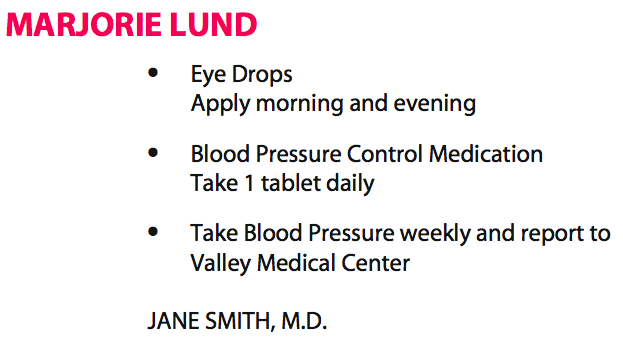 MARJORIE LUND
• Eye Drops
Apply morning and evening
• Blood Pressure Control Medication
Take 1 tablet daily
• Take Blood Pressure weekly and report to
Valley Medical Center
JANE SMITH, M.D.